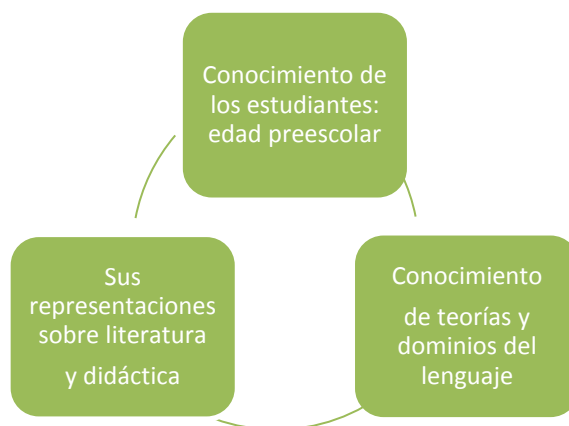 Conocimiento de
los estudiantes:
edad preescolar
Sus
representaciones
sobre literatura
y didáctica
Conocimiento
de teorías y
dominios del
lenguaje